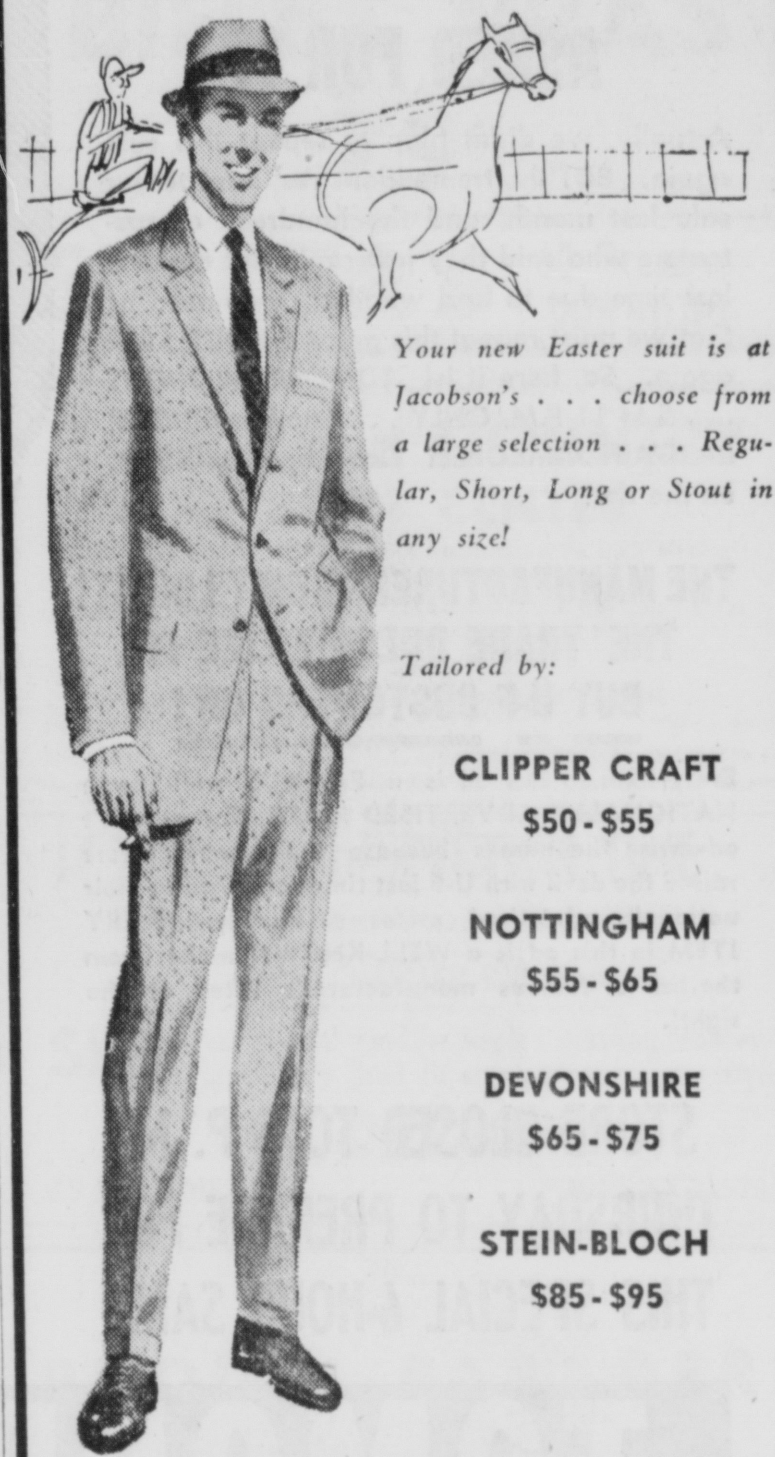 Your new Easter suit is at
Jacobson's . . . choose from
a large selection . . . Regu-
lar, Short, Long or Stout in
any size!
Tailored by:
CLIPPER CRAFT
$50-$55
NOTTINGHAM
$55-$65
DEVONSHIRE
$65-$75
STEIN-BLOCH
$85-$95